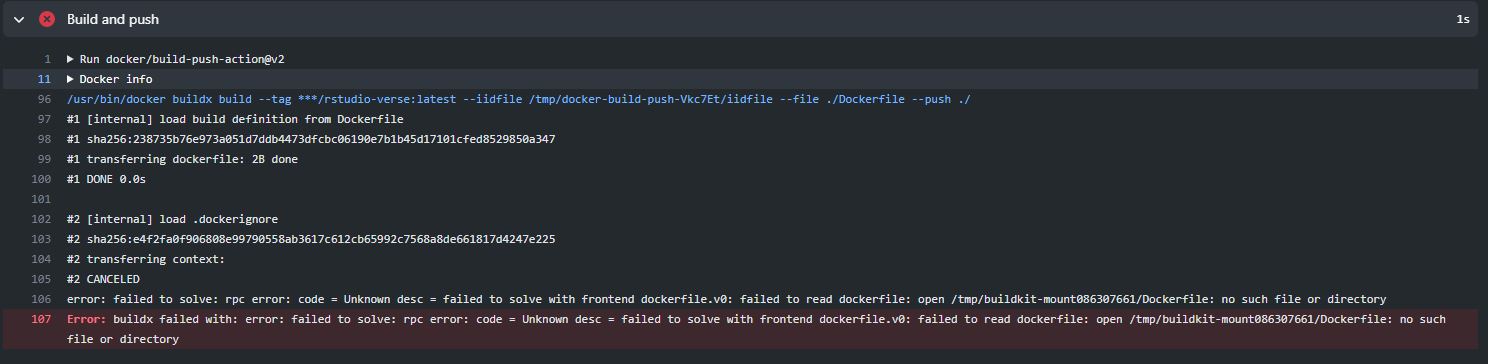 Build and push 1s
1 Run docker/build-push-action@v2
11 Docker info
96 /usr/bin/docker buildx build --tag ***/rstudio-verse:latest --iidfile /tmp/docker-build-push-Vkc7Et/iidfile --file ./Dockerfile --push ./
97 #1 [internal] load build definition from Dockerfile
98 #1 sha256:238735b76e973a051d7ddb4473dfcbc06190e7b1b45d17101cfed8529850a347
99 #1 transferring dockerfile: 2B done
100 #1 DONE 0.0s
101
102 #2 [internal] load .dockerignore
103 #2 sha256:e4f2fa0f906808e99790558ab3617c612cb65992c7568a8de661817d4247e225
104 #2 transferring context:
105 #2 CANCELED
106 error: failed to solve: rpc error: code = Unknown desc = failed to solve with frontend dockerfile.v0: failed to read dockerfile: open /tmp/buildkit-mount086307661/Dockerfile: no such file or directory
107 Error: buildx failed with: error: failed to solve: rpc error: code = Unknown desc = failed to solve with frontend dockerfile.v0: failed to read dockerfile: open /tmp/buildkit-mount086307661/Dockerfile: no such
file or directory